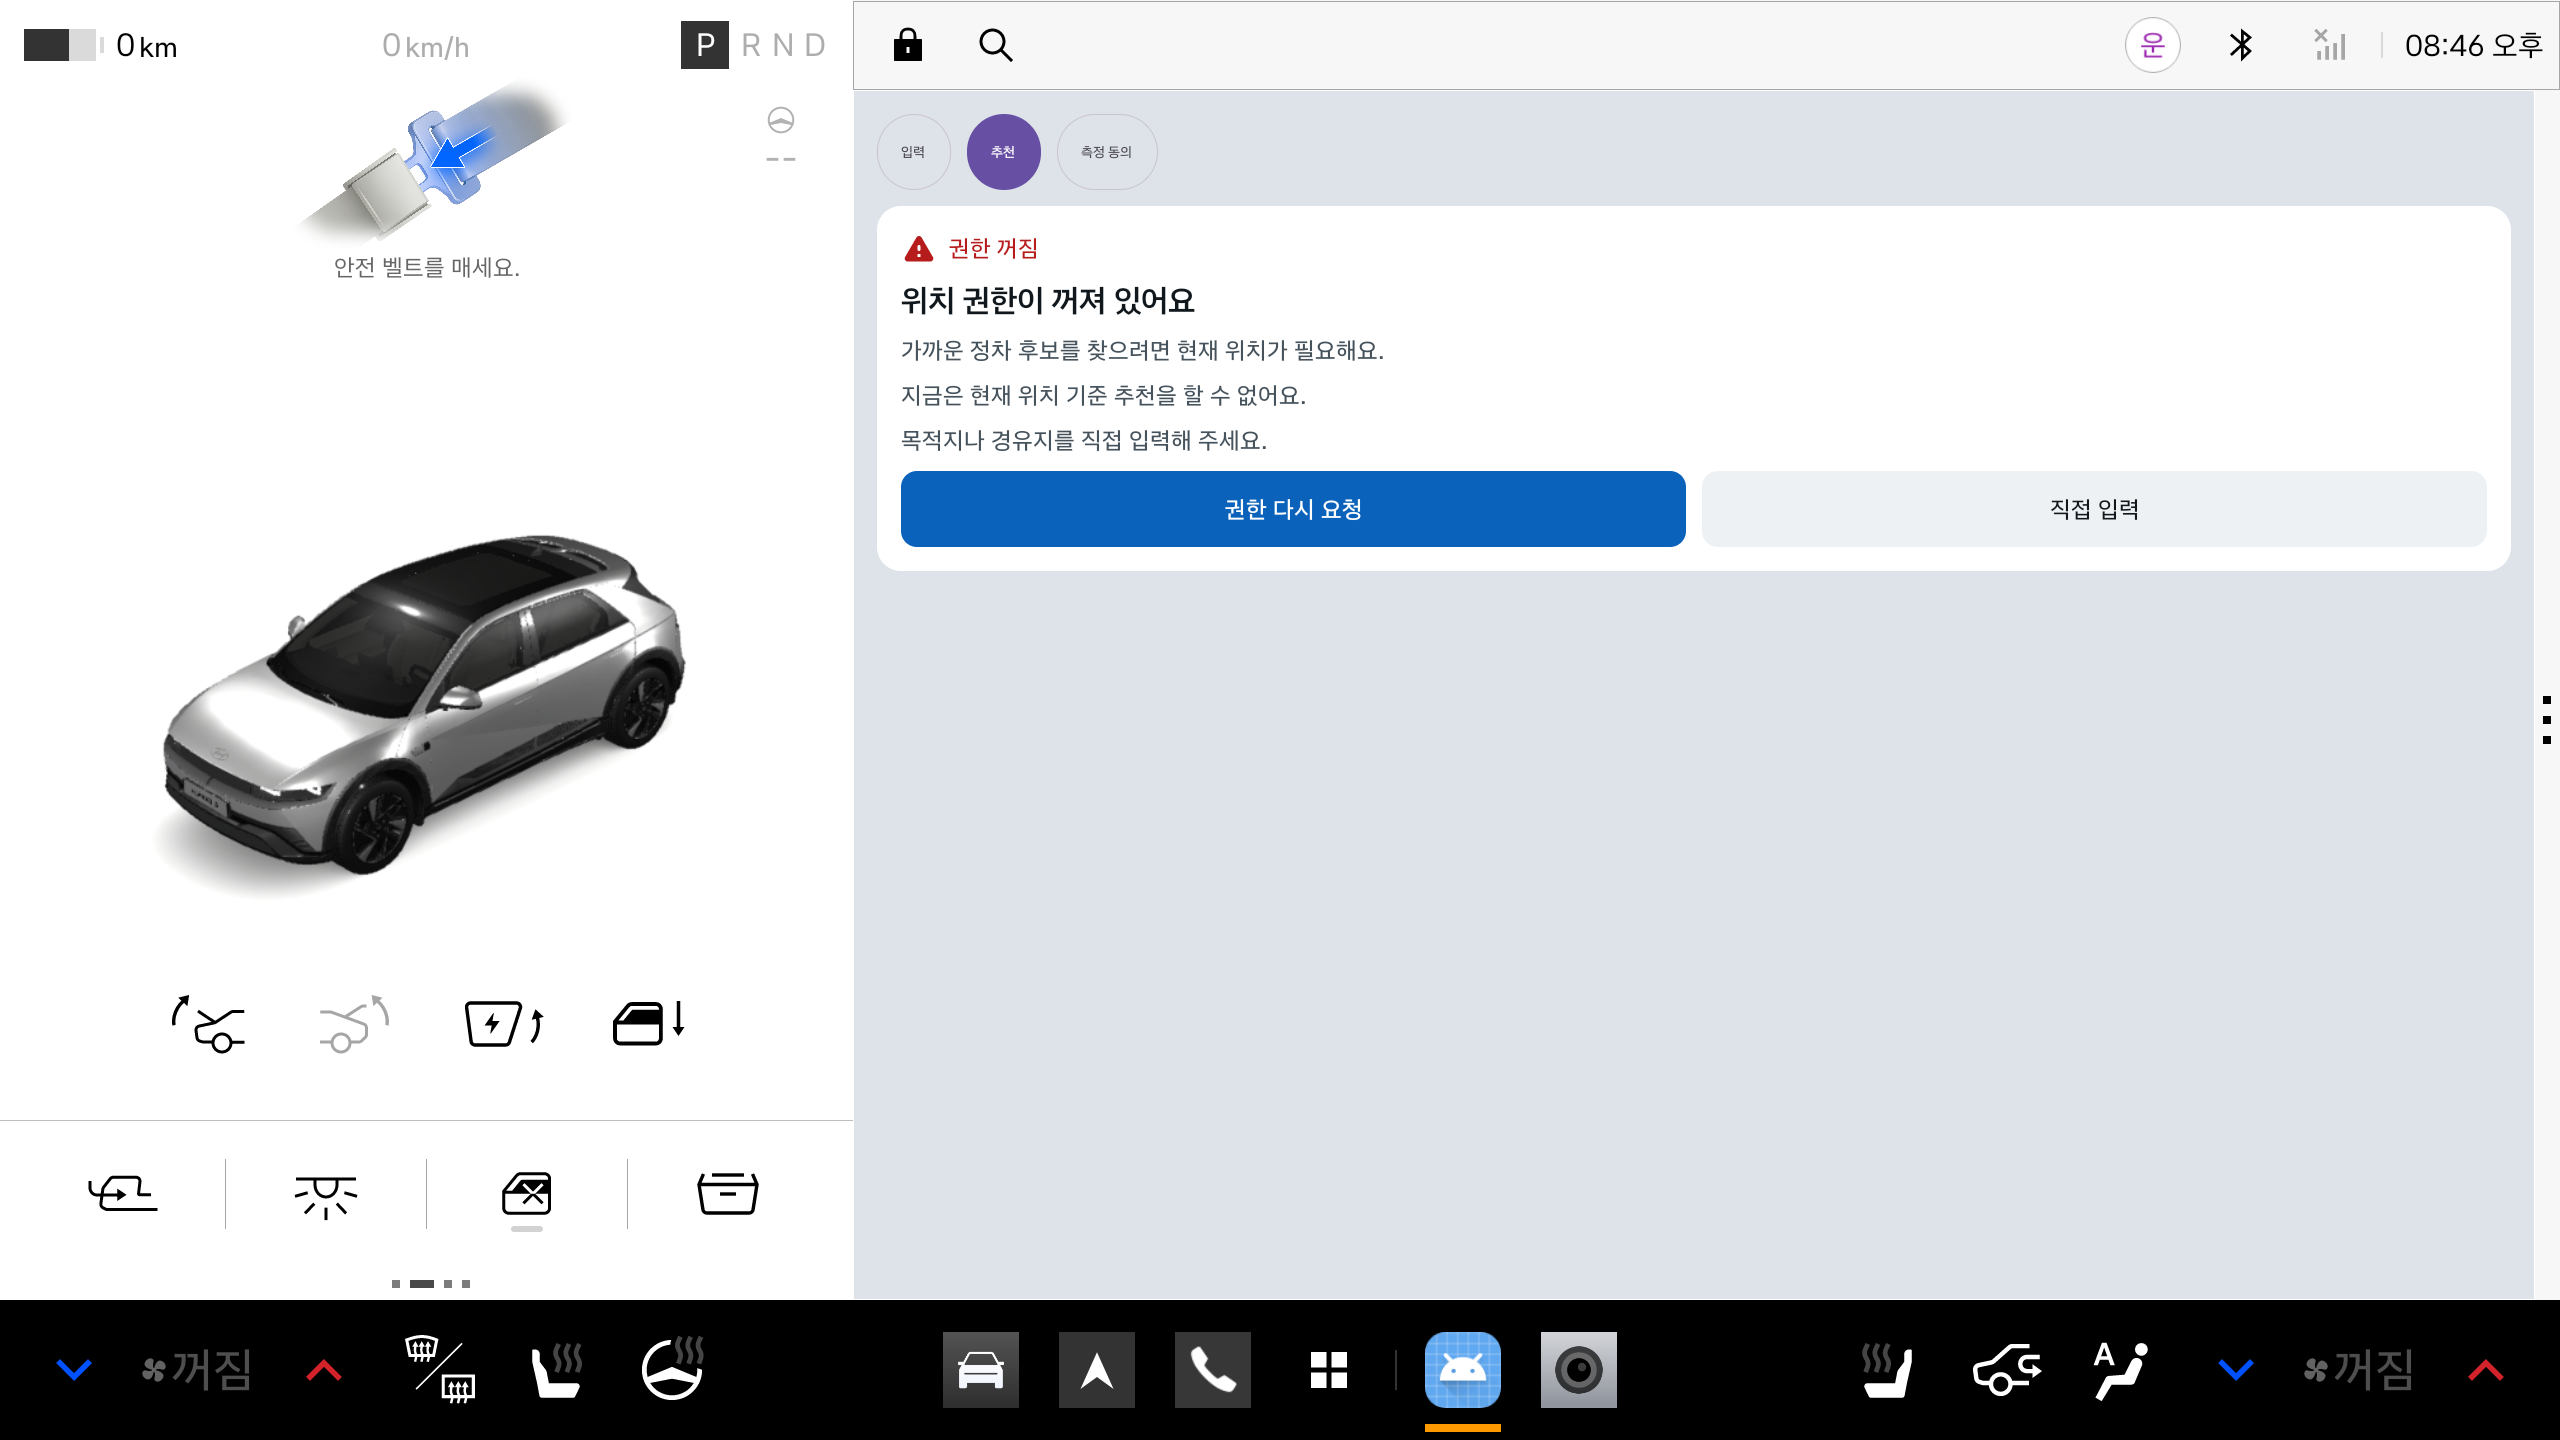 0 km
0 km/h
P R N D
운
08:46 오후
안전 벨트를 매세요.
입력
추천
측정 동의
권한 꺼짐
위치 권한이 꺼져 있어요
가까운 정차 후보를 찾으려면 현재 위치가 필요해요.
지금은 현재 위치 기준 추천을 할 수 없어요.
목적지나 경유지를 직접 입력해 주세요.
권한 다시 요청
직접 입력
꺼짐
A
꺼짐